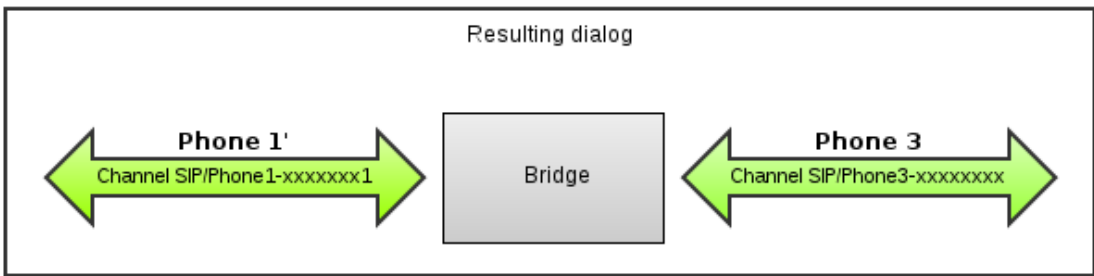 Resulting dialog
Phone 1'
Channel SIP/Phone1-xxxxxxx1
Bridge
Phone 3
Channel SIP/Phone3-xxxxxxxx